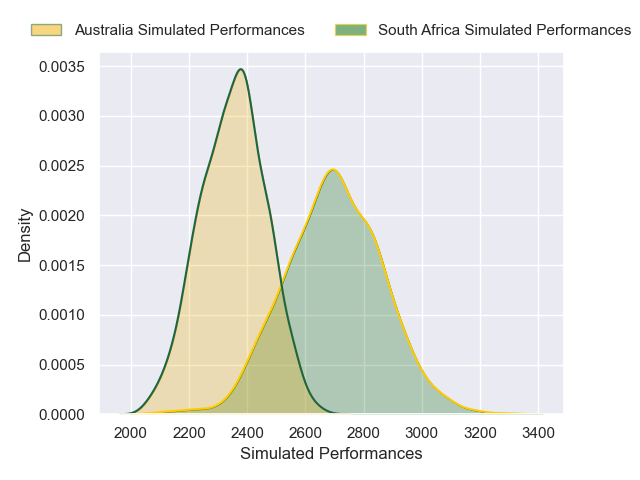 Australia Simulated Performances South Africa Simulated Performances
0.0035
0.0030
0.0025
0.0020
0.0015
0.0010
0.0005
0.0000
Density
2000 2200 2400 2600 2800 3000 3200 3400
Simulated Performances